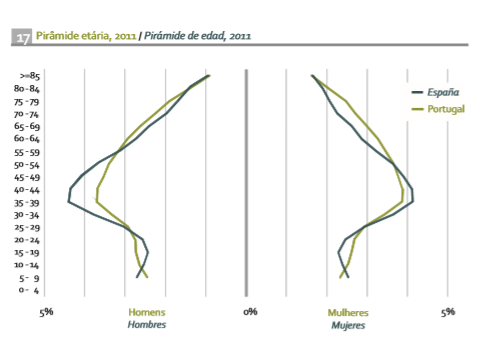 17 Pirâmide etária, 2011 / Pirámide de edad, 2011
>=85
80 - 84
75 - 79
70 - 74
65 - 69
60 - 64
55 - 59
50 - 54
45 - 49
40 - 44
35 - 39
30 - 34
25 - 29
20 - 24
15 - 19
10 - 14
5 - 9
0 - 4
España
Portugal
5% Homens 0% Mulheres 5%
Hombres Mujeres